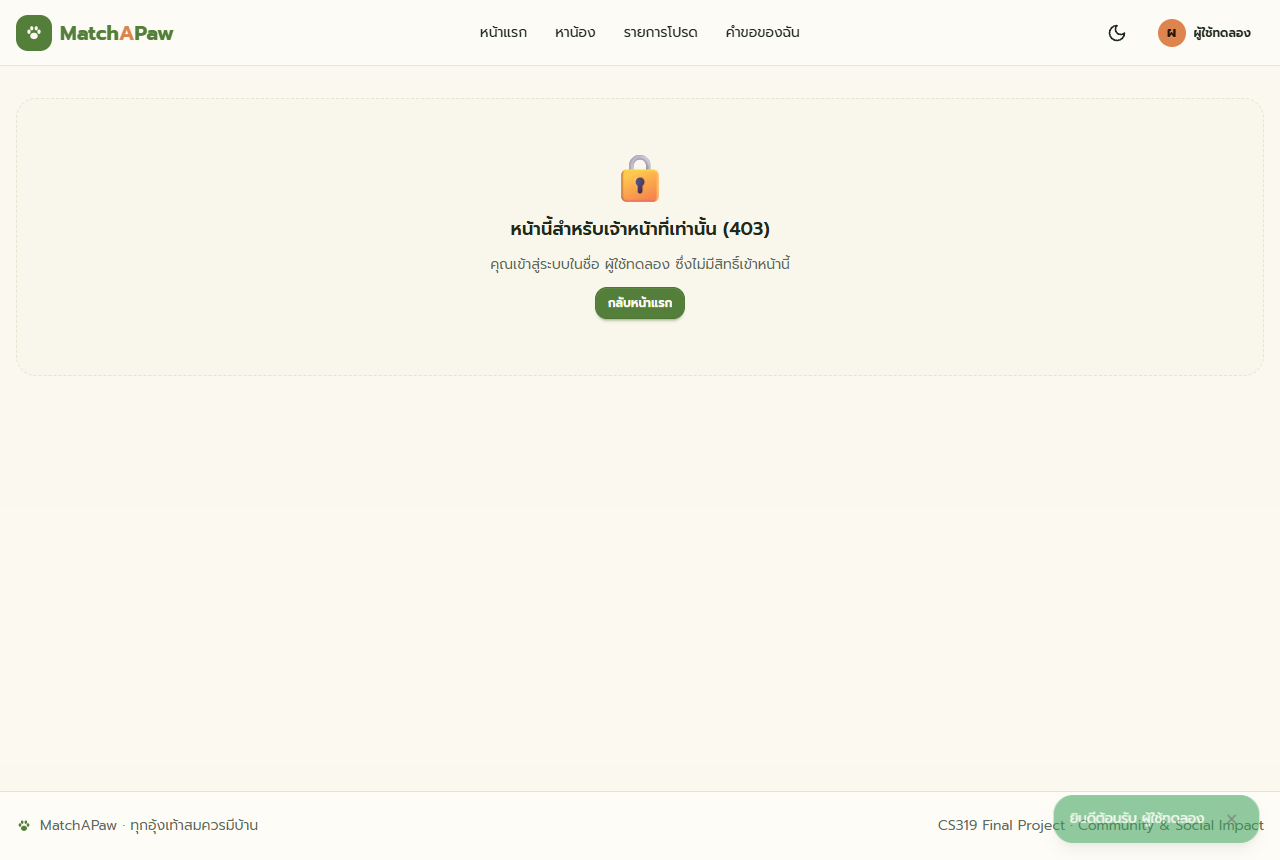 MatchAPaw
หน้าแรก
หาน้อง
รายการโปรด
คำขอของฉัน
ผ
ผู้ใช้ทดลอง
หน้านี้สำหรับเจ้าหน้าที่เท่านั้น (403)
คุณเข้าสู่ระบบในชื่อ ผู้ใช้ทดลอง ซึ่งไม่มีสิทธิ์เข้าหน้านี้
กลับหน้าแรก
MatchAPaw · ทุกอุ้งเท้าสมควรมีบ้าน
CS319 Final Project · Community & Social Impact
ยินดีต้อนรับ ผู้ใช้ทดลอง